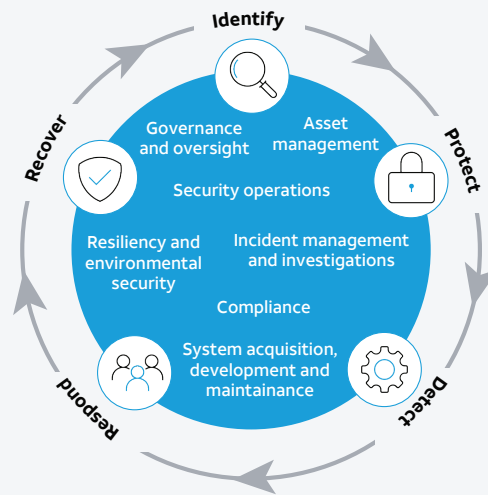 Identify
Protect
Detect
Respond
Recover
Governance
and oversight
Asset
management
Security operations
Resiliency and
environmental
security
Incident management
and investigations
Compliance
System acquisition,
development and
maintainance